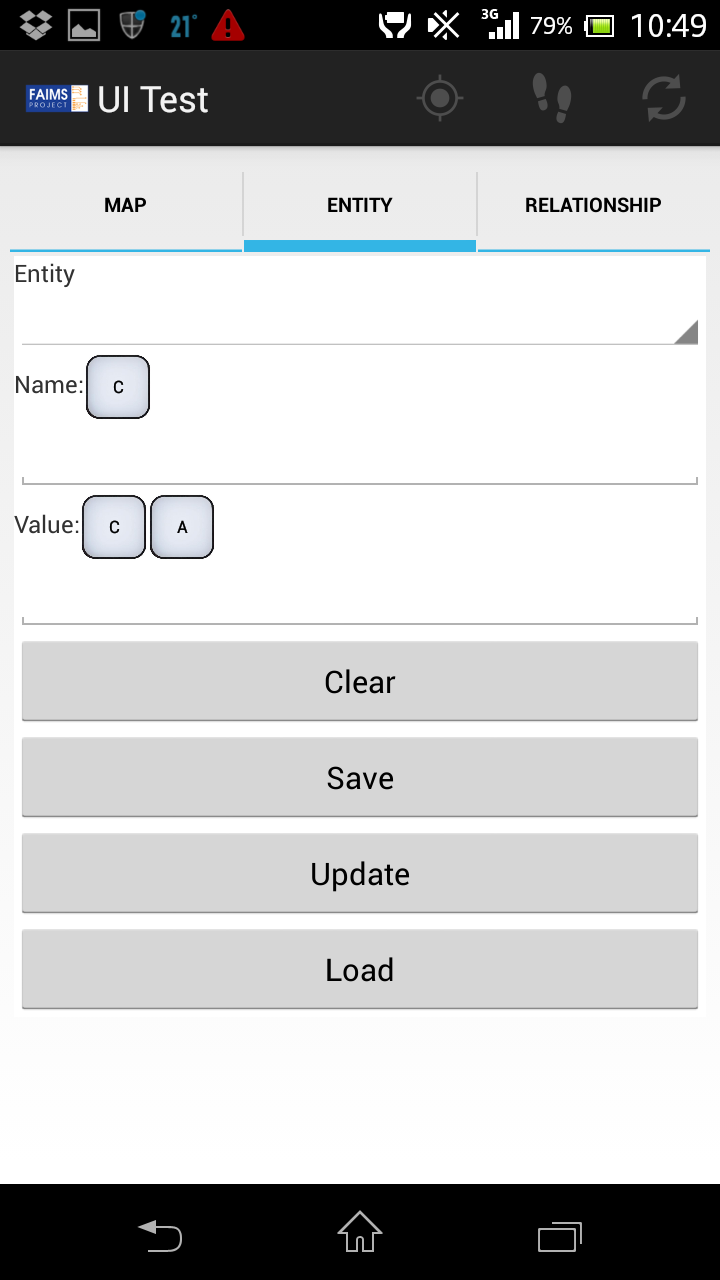 21° 3G 79% 10:49
FAIMS PROJECT UI Test
MAP ENTITY RELATIONSHIP
Entity
Name: C
Value: C A
Clear
Save
Update
Load